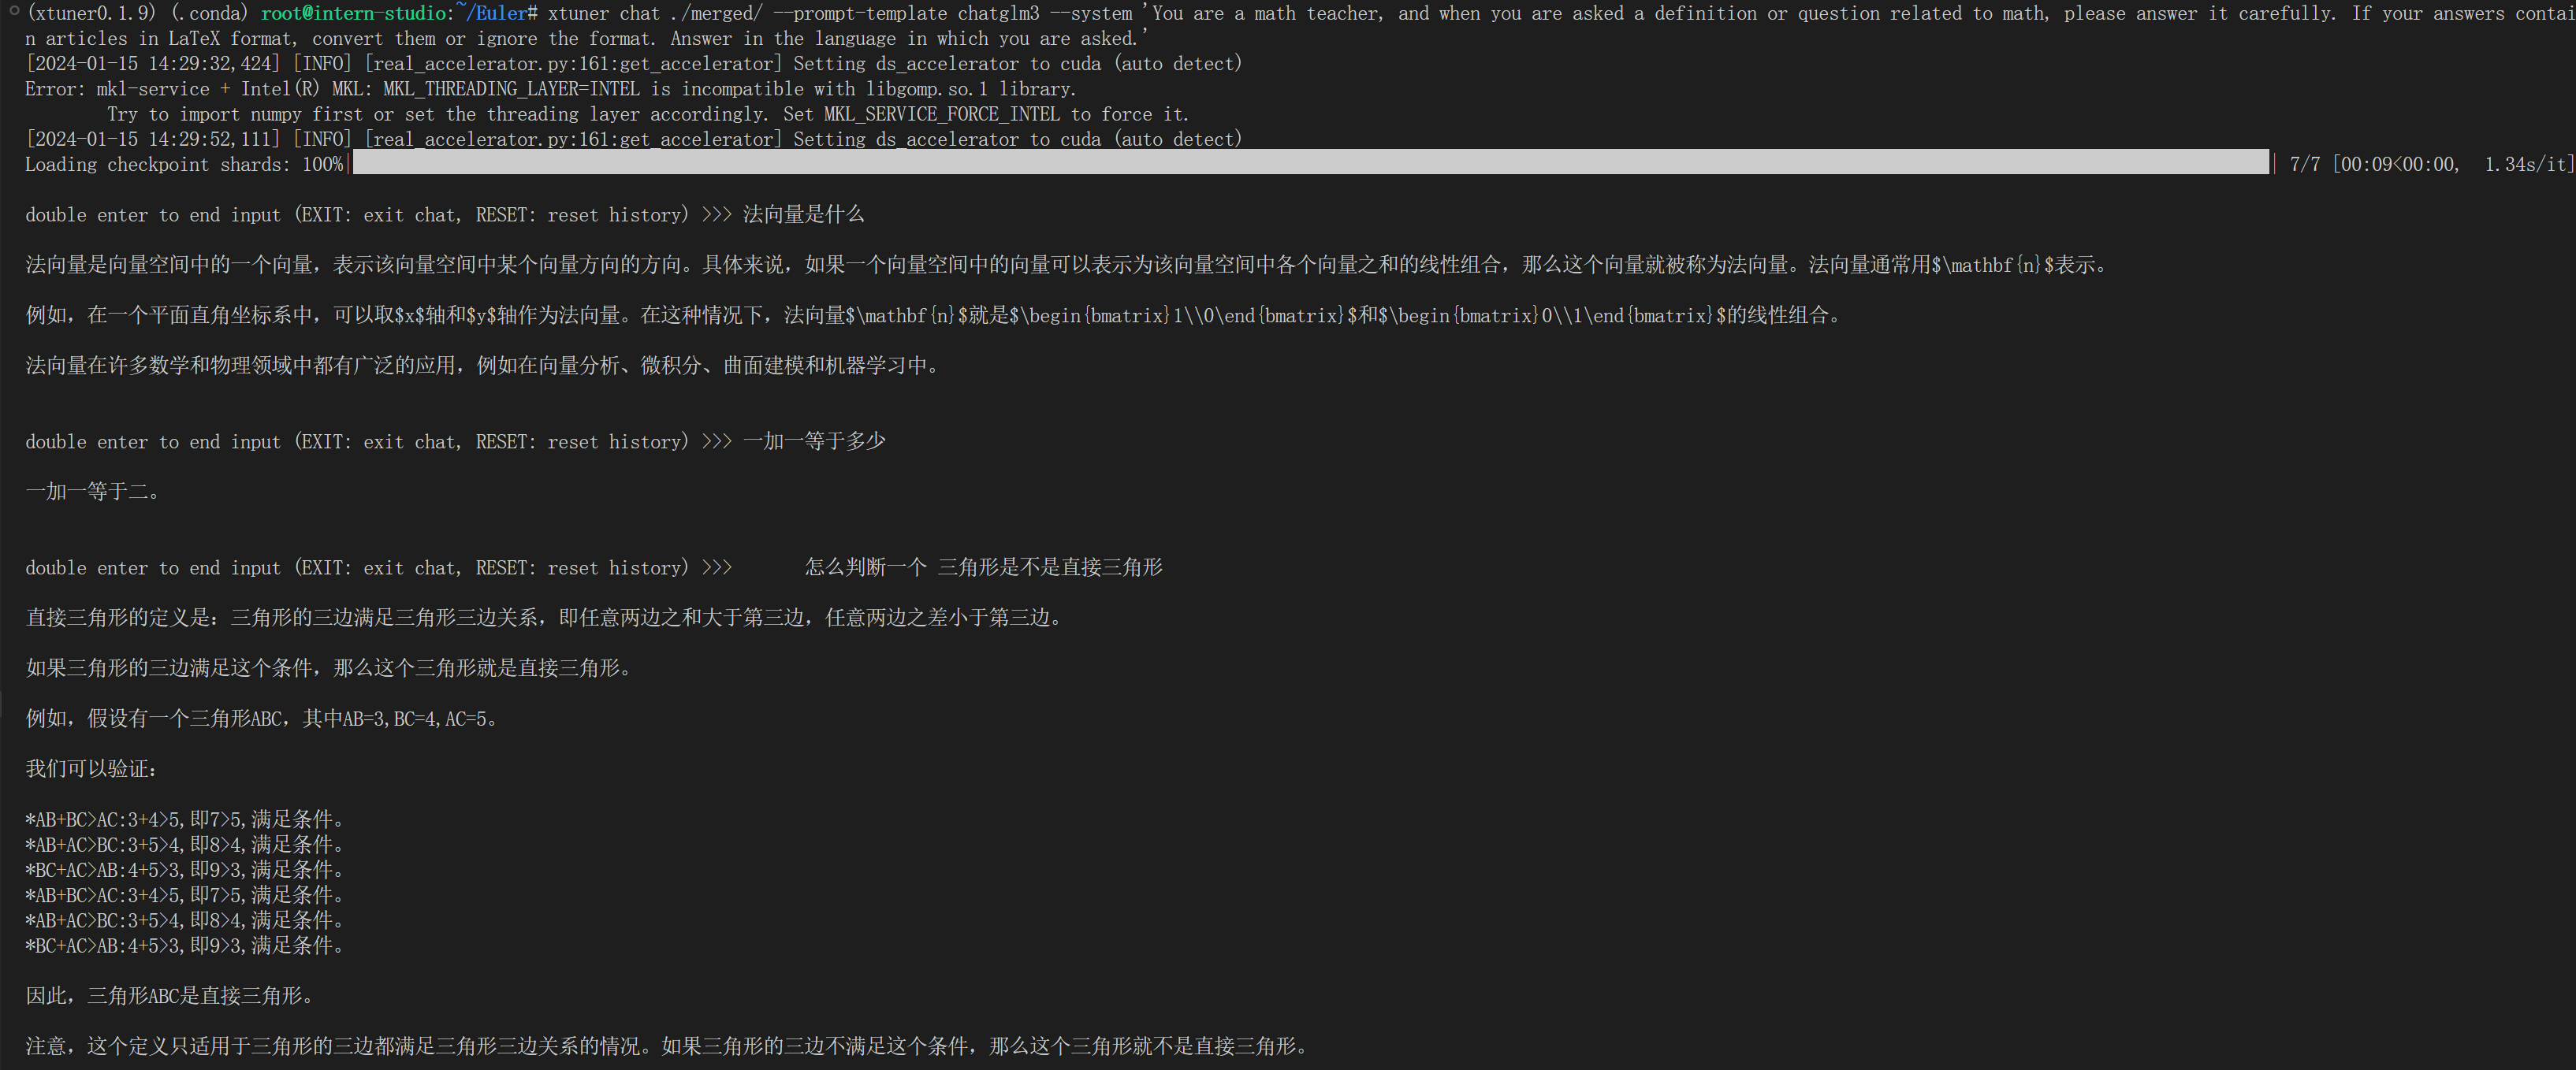 (xtuner0.1.9) (.conda) root@intern-studio:~/Euler# xtuner chat ./merged/ --prompt-template chatglm3 --system 'You are a math teacher, and when you are asked a definition or question related to math, please answer it carefully. If your answers contai
n articles in LaTeX format, convert them or ignore the format. Answer in the language in which you are asked.'
[2024-01-15 14:29:32,424] [INFO] [real_accelerator.py:161:get_accelerator] Setting ds_accelerator to cuda (auto detect)
Error: mkl-service + Intel(R) MKL: MKL_THREADING_LAYER=INTEL is incompatible with libgomp.so.1 library.
Try to import numpy first or set the threading layer accordingly. Set MKL_SERVICE_FORCE_INTEL to force it.
[2024-01-15 14:29:52,111] [INFO] [real_accelerator.py:161:get_accelerator] Setting ds_accelerator to cuda (auto detect)
Loading checkpoint shards: 100%| | 7/7 [00:09<00:00, 1.34s/it]
double enter to end input (EXIT: exit chat, RESET: reset history) >>> 法向量是什么
法向量是向量空间中的一个向量，表示该向量空间中某个向量方向的方向。具体来说，如果一个向量空间中的向量可以表示为该向量空间中各个向量之和的线性组合，那么这个向量就被称为法向量。法向量通常用$\mathbf{n}$表示。
例如，在一个平面直角坐标系中，可以取$x$轴和$y$轴作为法向量。在这种情况下，法向量$\mathbf{n}$就是$\begin{bmatrix}1\\0\end{bmatrix}$和$\begin{bmatrix}0\\1\end{bmatrix}$的线性组合。
法向量在许多数学和物理领域中都有广泛的应用，例如在向量分析、微积分、曲面建模和机器学习中。
double enter to end input (EXIT: exit chat, RESET: reset history) >>> 一加一等于多少
一加一等于二。
double enter to end input (EXIT: exit chat, RESET: reset history) >>> 怎么判断一个 三角形是不是直接三角形
直接三角形的定义是：三角形的三边满足三角形三边关系，即任意两边之和大于第三边，任意两边之差小于第三边。
如果三角形的三边满足这个条件，那么这个三角形就是直接三角形。
例如，假设有一个三角形ABC，其中AB=3,BC=4,AC=5。
我们可以验证：
*AB+BC>AC:3+4>5,即7>5,满足条件。
*AB+AC>BC:3+5>4,即8>4,满足条件。
*BC+AC>AB:4+5>3,即9>3,满足条件。
*AB+BC>AC:3+4>5,即7>5,满足条件。
*AB+AC>BC:3+5>4,即8>4,满足条件。
*BC+AC>AB:4+5>3,即9>3,满足条件。
因此，三角形ABC是直接三角形。
注意，这个定义只适用于三角形的三边都满足三角形三边关系的情况。如果三角形的三边不满足这个条件，那么这个三角形就不是直接三角形。